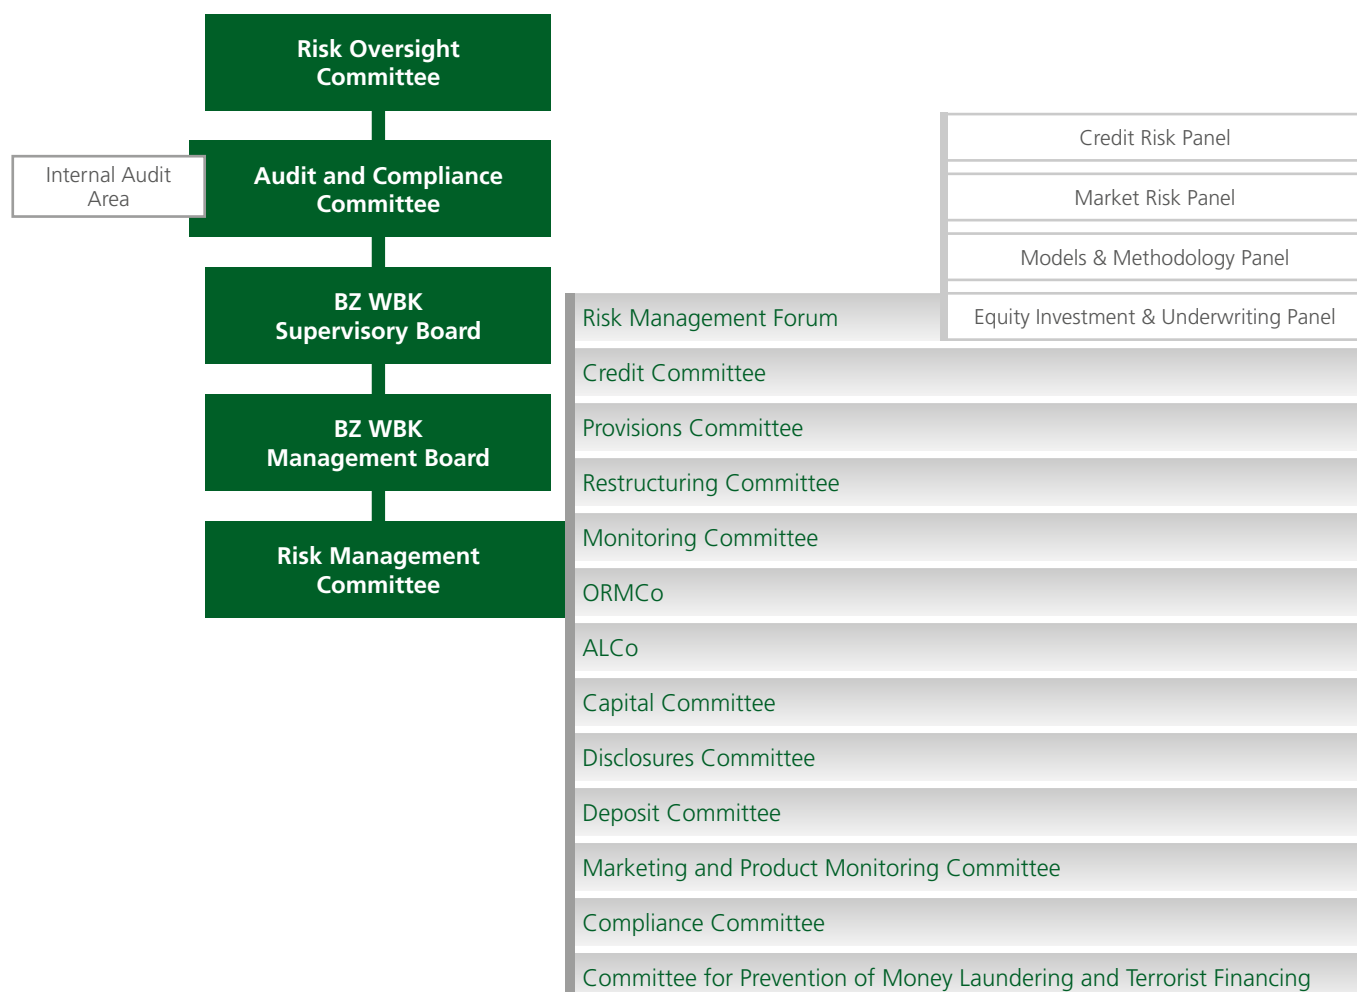 Risk Oversight
Committee
Internal Audit
Area
Audit and Compliance
Committee
BZ WBK
Supervisory Board
BZ WBK
Management Board
Risk Management
Committee
Credit Risk Panel
Market Risk Panel
Models & Methodology Panel
Equity Investment & Underwriting Panel
Risk Management Forum
Credit Committee
Provisions Committee
Restructuring Committee
Monitoring Committee
ORMCo
ALCo
Capital Committee
Disclosures Committee
Deposit Committee
Marketing and Product Monitoring Committee
Compliance Committee
Committee for Prevention of Money Laundering and Terrorist Financing